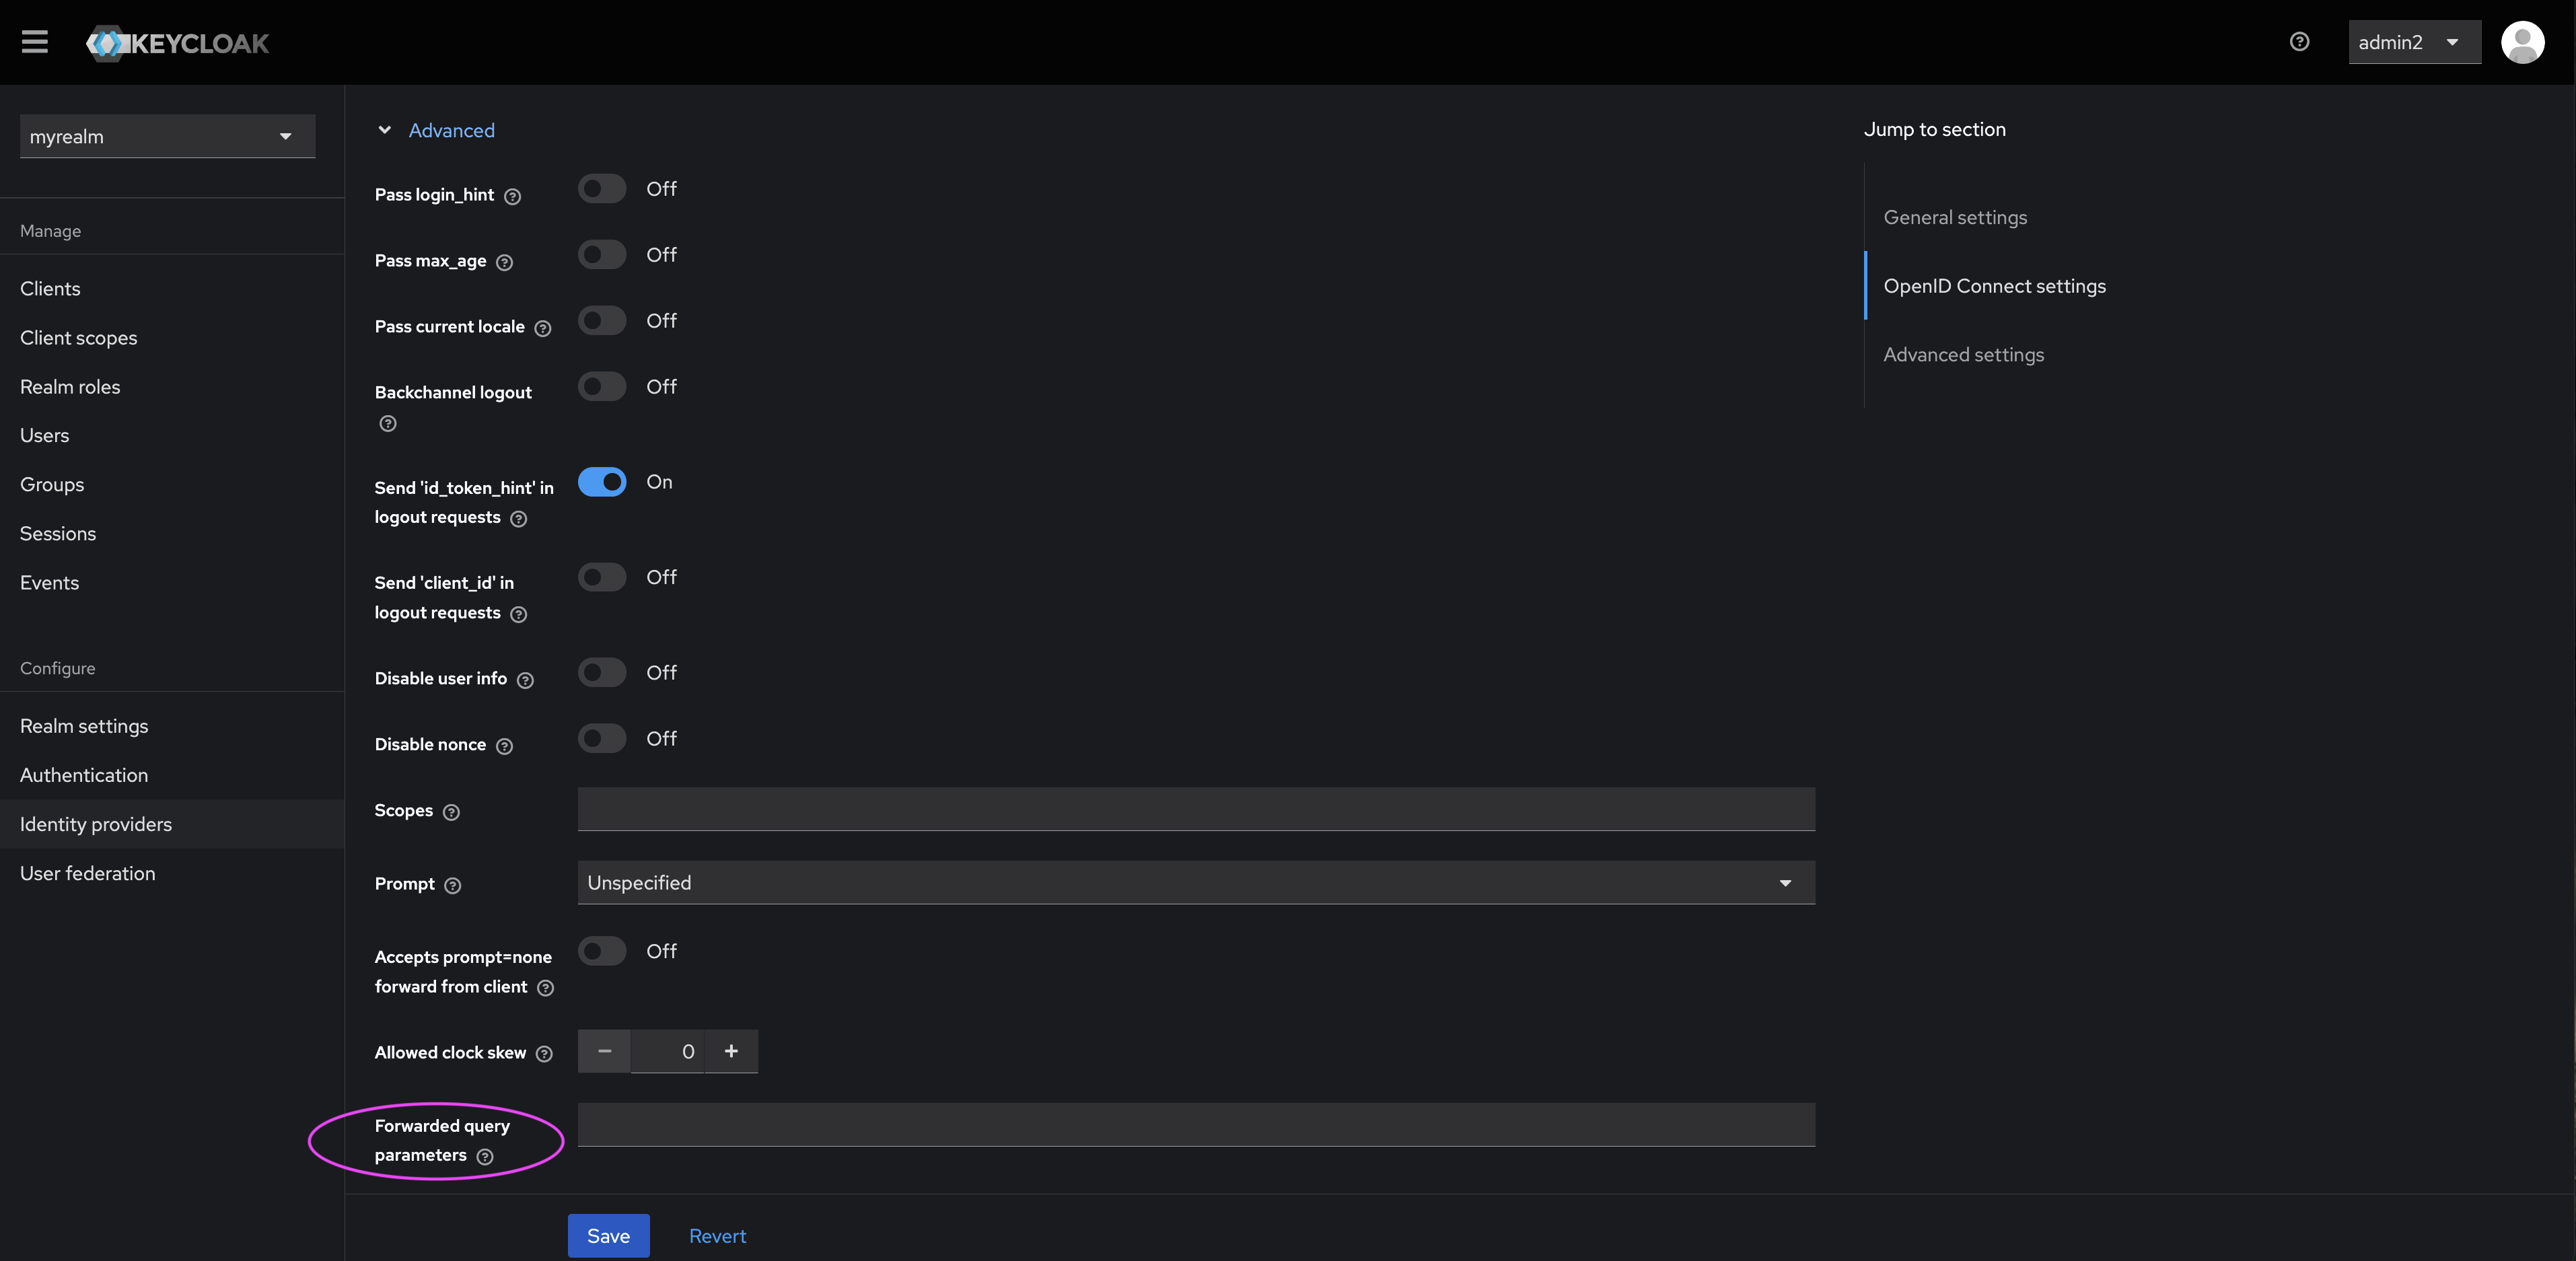 KEYCLOAK
admin2
myrealm
Manage
Clients
Client scopes
Realm roles
Users
Groups
Sessions
Events
Configure
Realm settings
Authentication
Identity providers
User federation
Advanced
Pass login_hint
Off
Pass max_age
Off
Pass current locale
Off
Backchannel logout
Off
Send 'id_token_hint' in
logout requests
On
Send 'client_id' in
logout requests
Off
Disable user info
Off
Disable nonce
Off
Scopes
Prompt
Unspecified
Accepts prompt=none
forward from client
Off
Allowed clock skew
0
Forwarded query
parameters
Save
Revert
Jump to section
General settings
OpenID Connect settings
Advanced settings